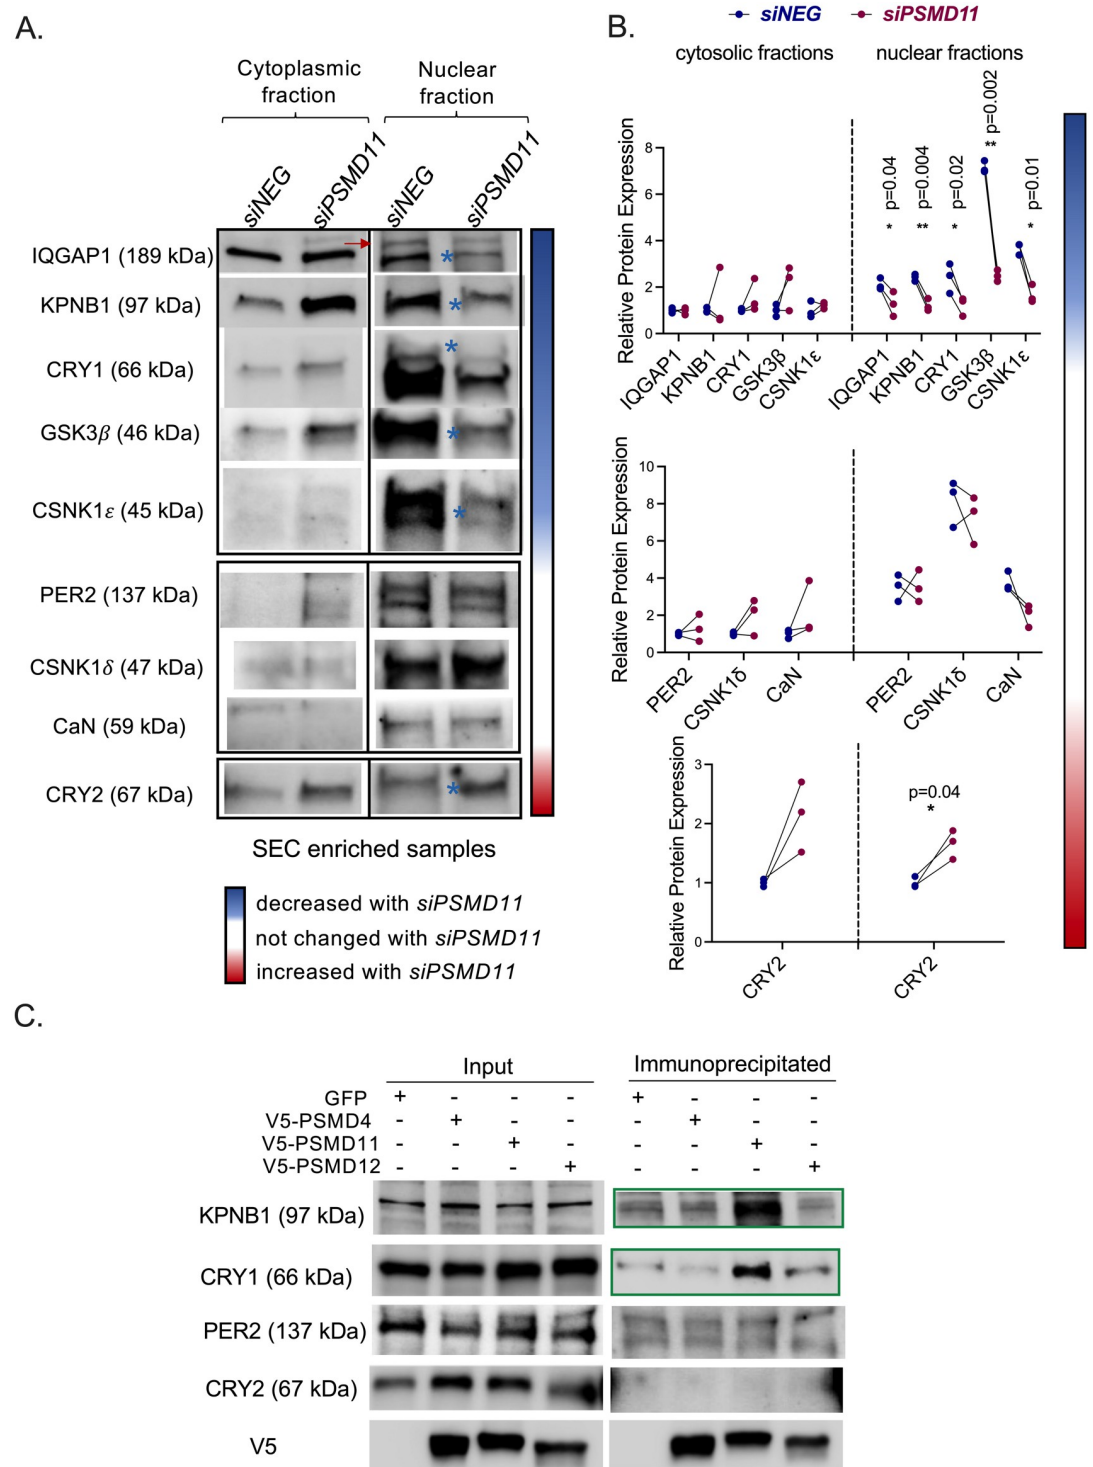 A.
Cytoplasmic
fraction
Nuclear
fraction
siNEG
siPSMD11
siNEG
siPSMD11
IQGAP1 (189 kDa)
*
KPNB1 (97 kDa)
*
CRY1 (66 kDa)
*
GSK3β (46 kDa)
*
CSNK1ε (45 kDa)
*
PER2 (137 kDa)
CSNK1δ (47 kDa)
CaN (59 kDa)
CRY2 (67 kDa)
*
SEC enriched samples
decreased with siPSMD11
not changed with siPSMD11
increased with siPSMD11
B.
siNEG siPSMD11
cytosolic fractions nuclear fractions
Relative Protein Expression
8
6
4
2
0
* p=0.04
** p=0.004
* p=0.02
** p=0.002
* p=0.01
IQGAP1 KPNB1 CRY1 GSK3β CSNK1ε IQGAP1 KPNB1 CRY1 GSK3β CSNK1ε
Relative Protein Expression
10
8
6
4
2
0
PER2 CSNK1δ CaN PER2 CSNK1δ CaN
Relative Protein Expression
3
2
1
0
p=0.04
*
CRY2 CRY2
C.
Input Immunoprecipitated
GFP + - - - + - - -
V5-PSMD4 - + - - - + - -
V5-PSMD11 - - + - - - + -
V5-PSMD12 - - - + - - - +
KPNB1 (97 kDa)
CRY1 (66 kDa)
PER2 (137 kDa)
CRY2 (67 kDa)
V5